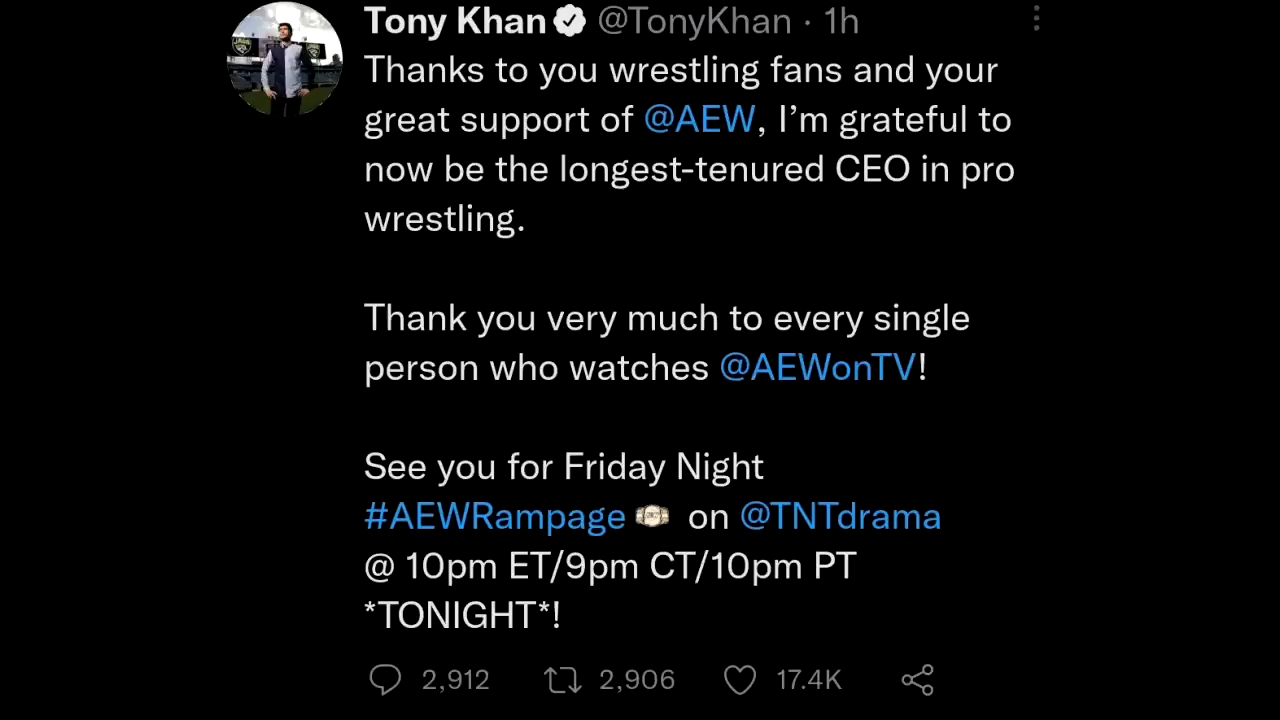 Tony Khan @TonyKhan · 1h
Thanks to you wrestling fans and your
great support of @AEW, I’m grateful to
now be the longest-tenured CEO in pro
wrestling.
Thank you very much to every single
person who watches @AEWonTV!
See you for Friday Night
#AEWRampage on @TNTdrama
@ 10pm ET/9pm CT/10pm PT
*TONIGHT*!
2,912 2,906 17.4K